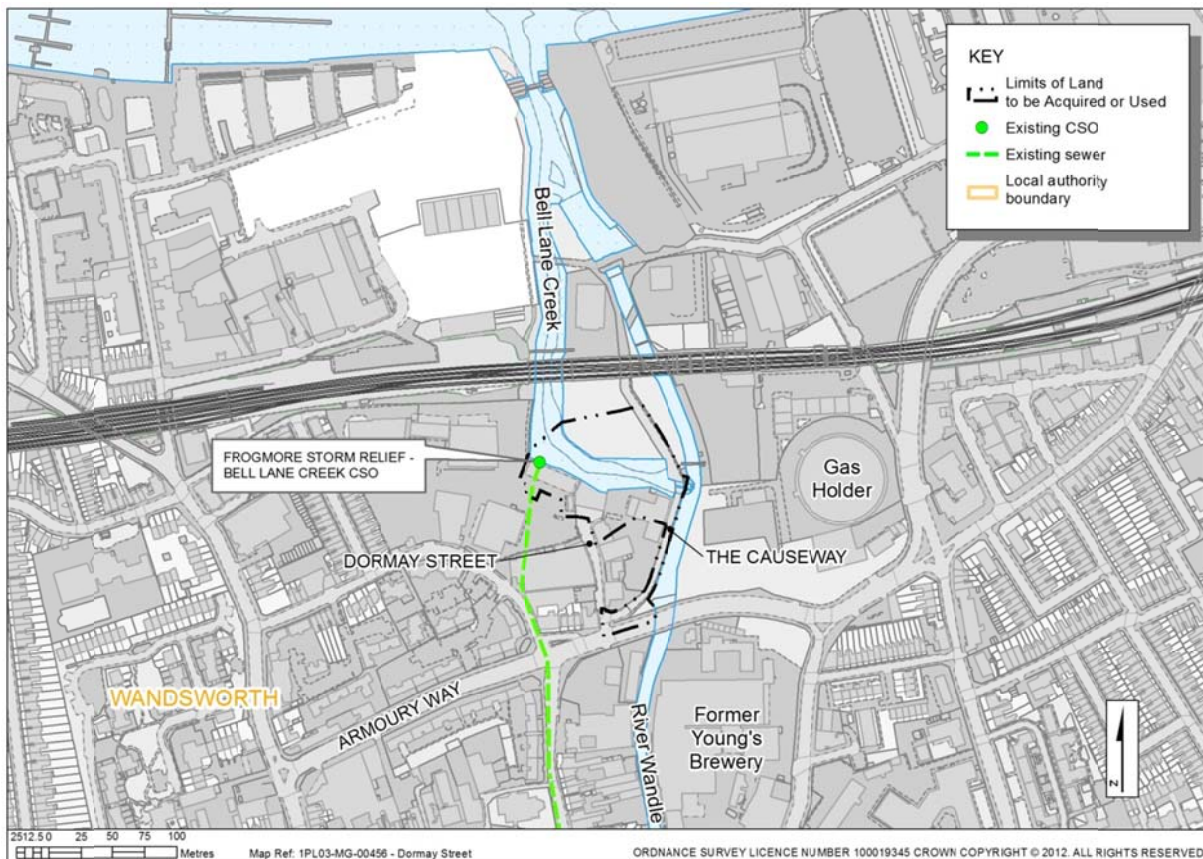 KEY
Limits of Land
to be Acquired or Used
Existing CSO
Existing sewer
Local authority
boundary
Bell Lane Creek
FROGMORE STORM RELIEF -
BELL LANE CREEK CSO
Gas
Holder
DORMAY STREET
THE CAUSEWAY
WANDSWORTH
ARMOURY WAY
River Wandle
Former
Young's
Brewery
N
2512.5 0 25 50 75 100
Metres
Map Ref: 1PL03-MG-00456 - Dormay Street
ORDNANCE SURVEY LICENCE NUMBER 100019345 CROWN COPYRIGHT © 2012. ALL RIGHTS RESERVED